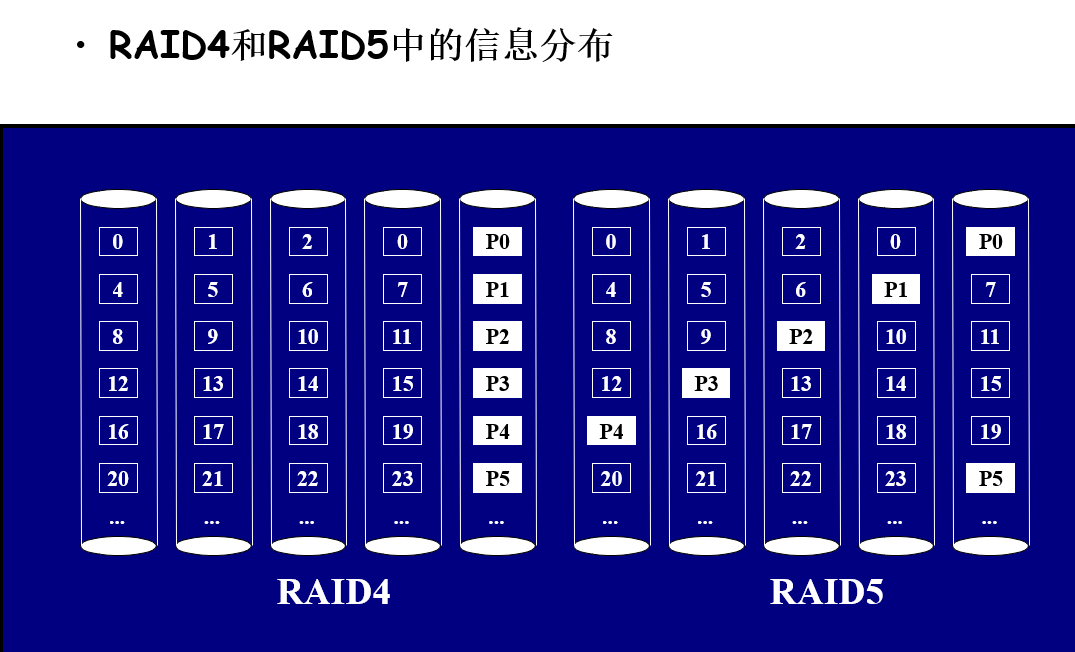 · RAID4和RAID5中的信息分布
0 1 2 0 P0 0 1 2 0 P0
4 5 6 7 P1 4 5 6 P1 7
8 9 10 11 P2 8 9 P2 10 11
12 13 14 15 P3 12 P3 13 14 15
16 17 18 19 P4 P4 16 17 18 19
20 21 22 23 P5 20 21 22 23 P5
... ... ... ... ... ... ... ... ... ...
RAID4 RAID5